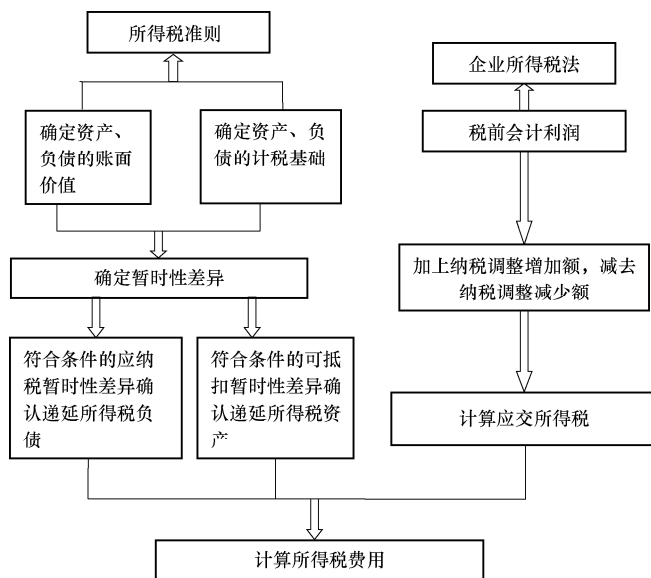 所得税准则
企业所得税法
确定资产、
负债的账面
价值
确定资产、负
债的计税基础
税前会计利润
确定暂时性差异
加上纳税调整增加额，减去
纳税调整减少额
符合条件的应纳
税暂时性差异确
认递延所得税负
债
符合条件的可抵
扣暂时性差异确
认递延所得税资
产
计算应交所得税
计算所得税费用